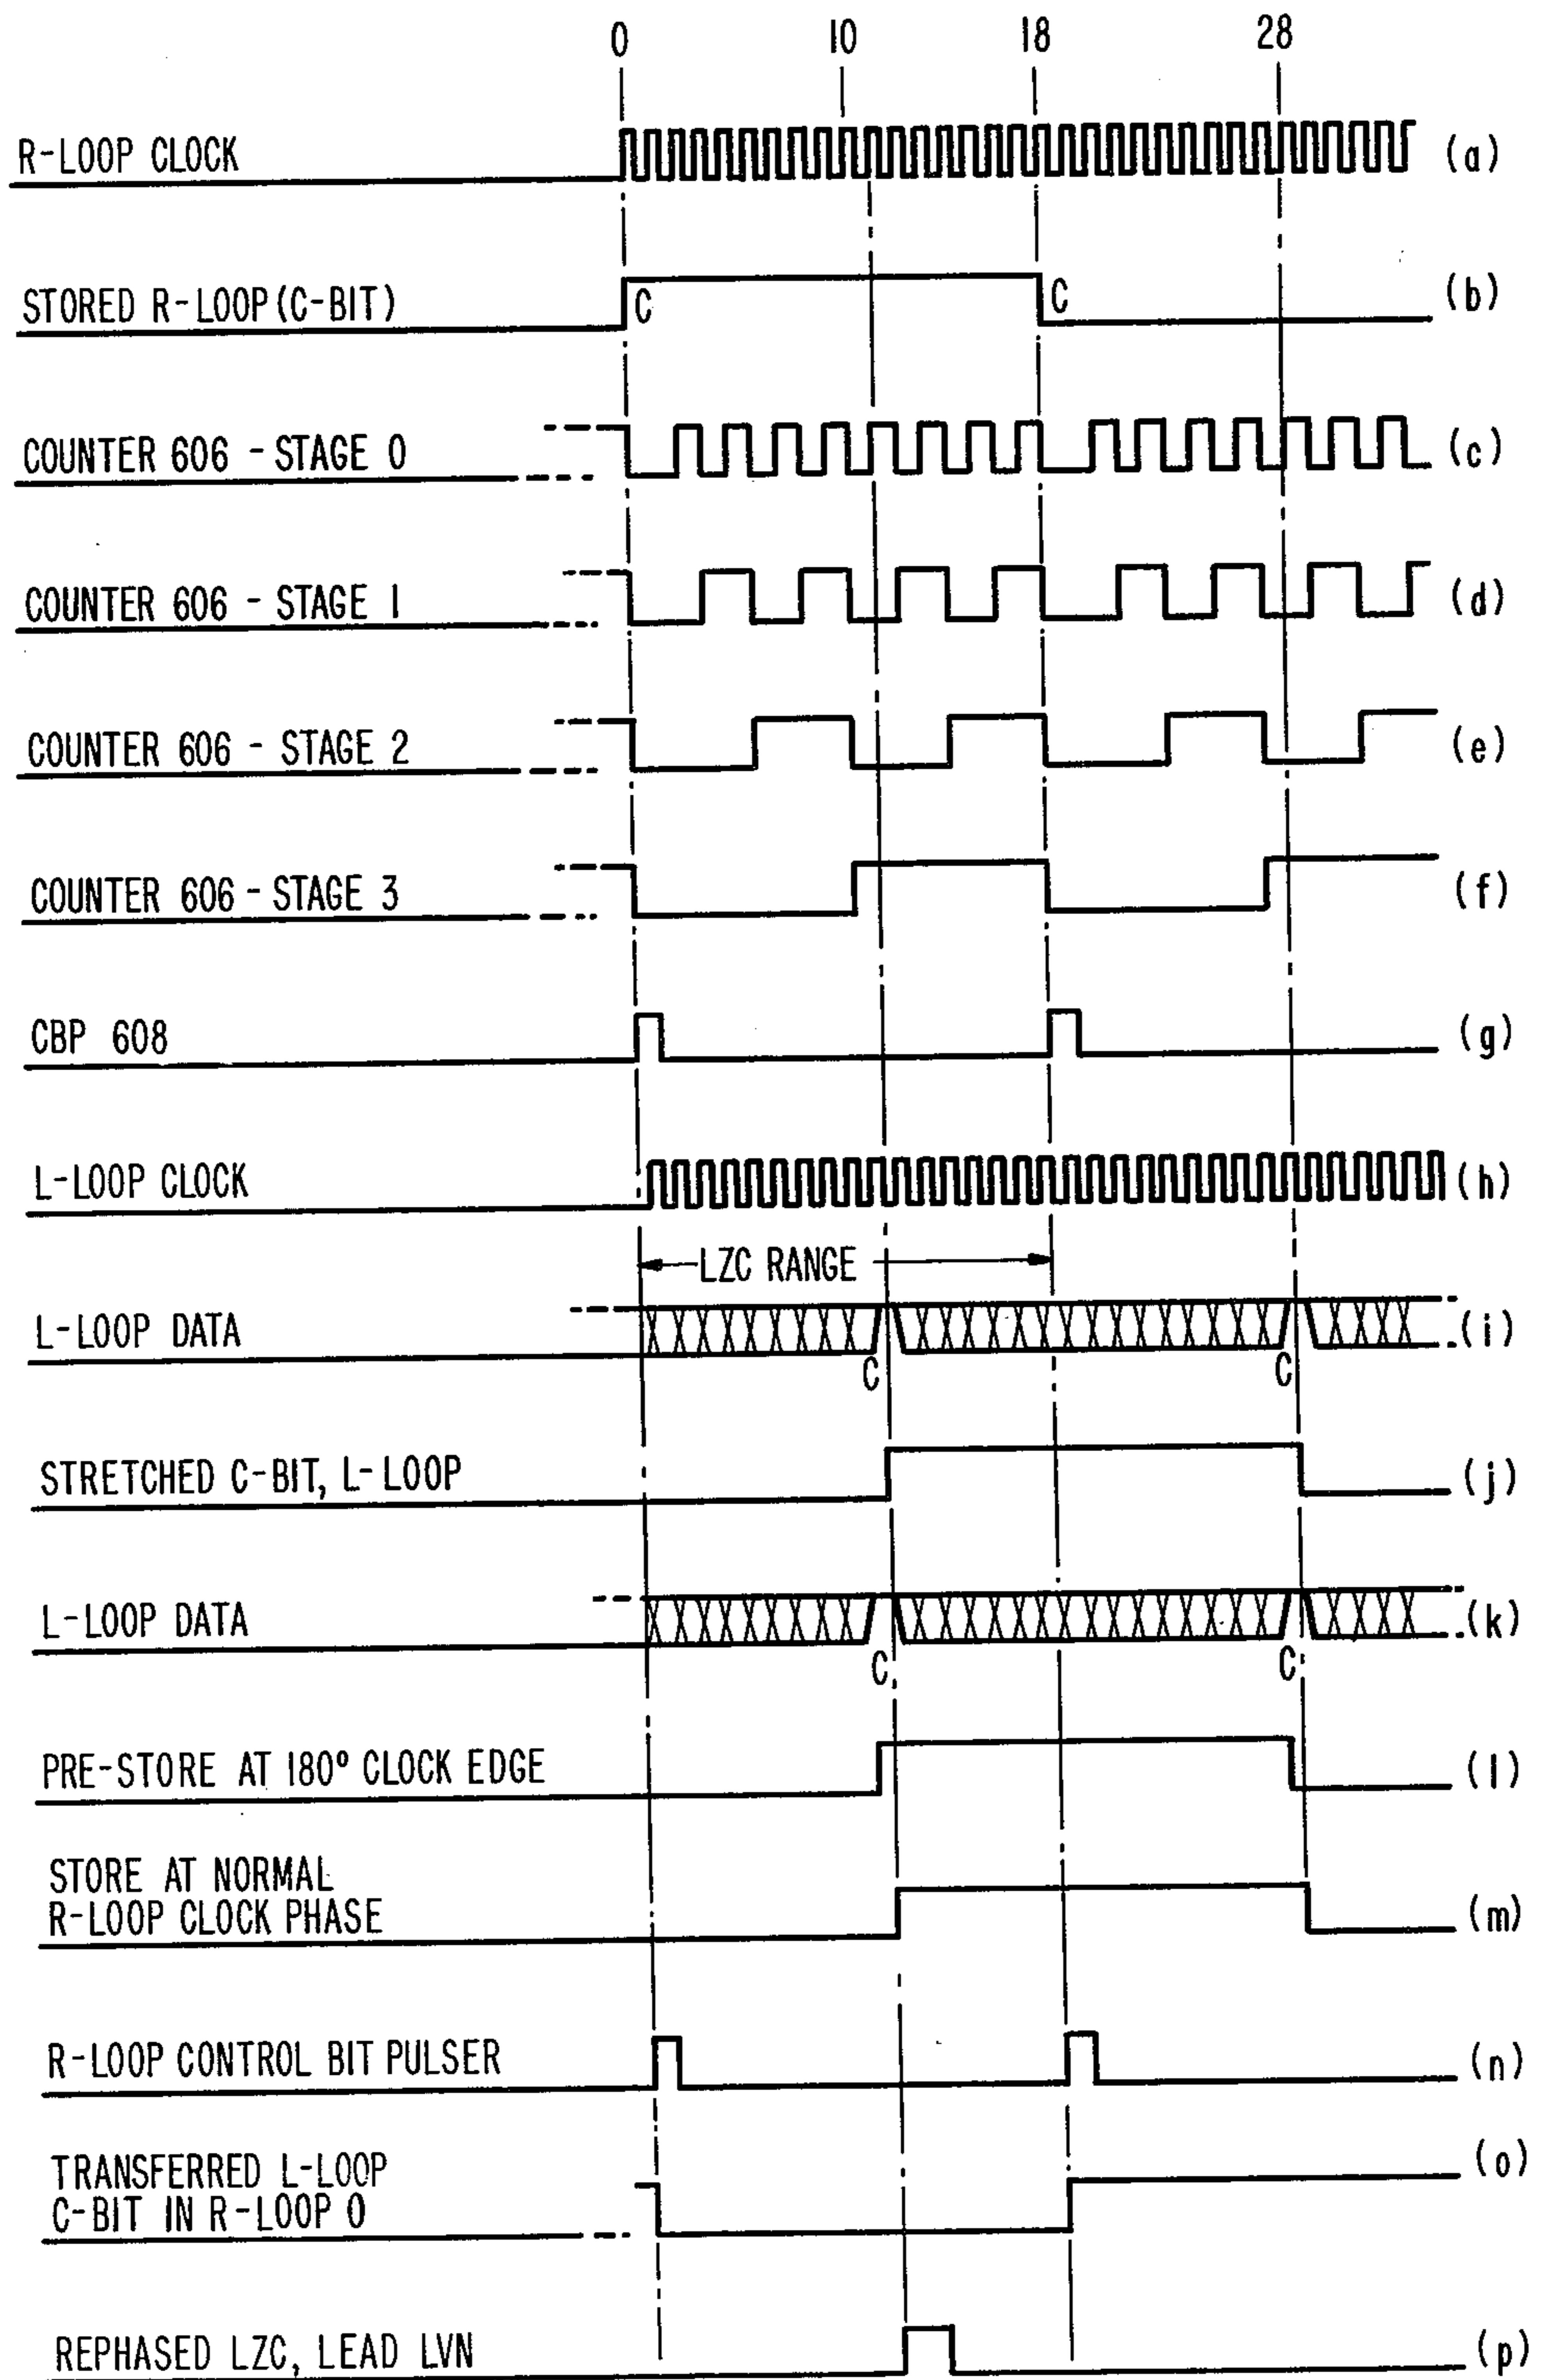 0 10 18 28
R-LOOP CLOCK (a)
STORED R-LOOP (C-BIT) C C (b)
COUNTER 606 - STAGE 0 (c)
COUNTER 606 - STAGE 1 (d)
COUNTER 606 - STAGE 2 (e)
COUNTER 606 - STAGE 3 (f)
CBP 608 (g)
L-LOOP CLOCK (h)
LZC RANGE
L-LOOP DATA (i)
C C
STRETCHED C-BIT, L-LOOP (j)
L-LOOP DATA (k)
C C
PRE-STORE AT 180° CLOCK EDGE (l)
STORE AT NORMAL
R-LOOP CLOCK PHASE (m)
R-LOOP CONTROL BIT PULSER (n)
TRANSFERRED L-LOOP (o)
C-BIT IN R-LOOP 0
REPHASED LZC, LEAD LVN (p)